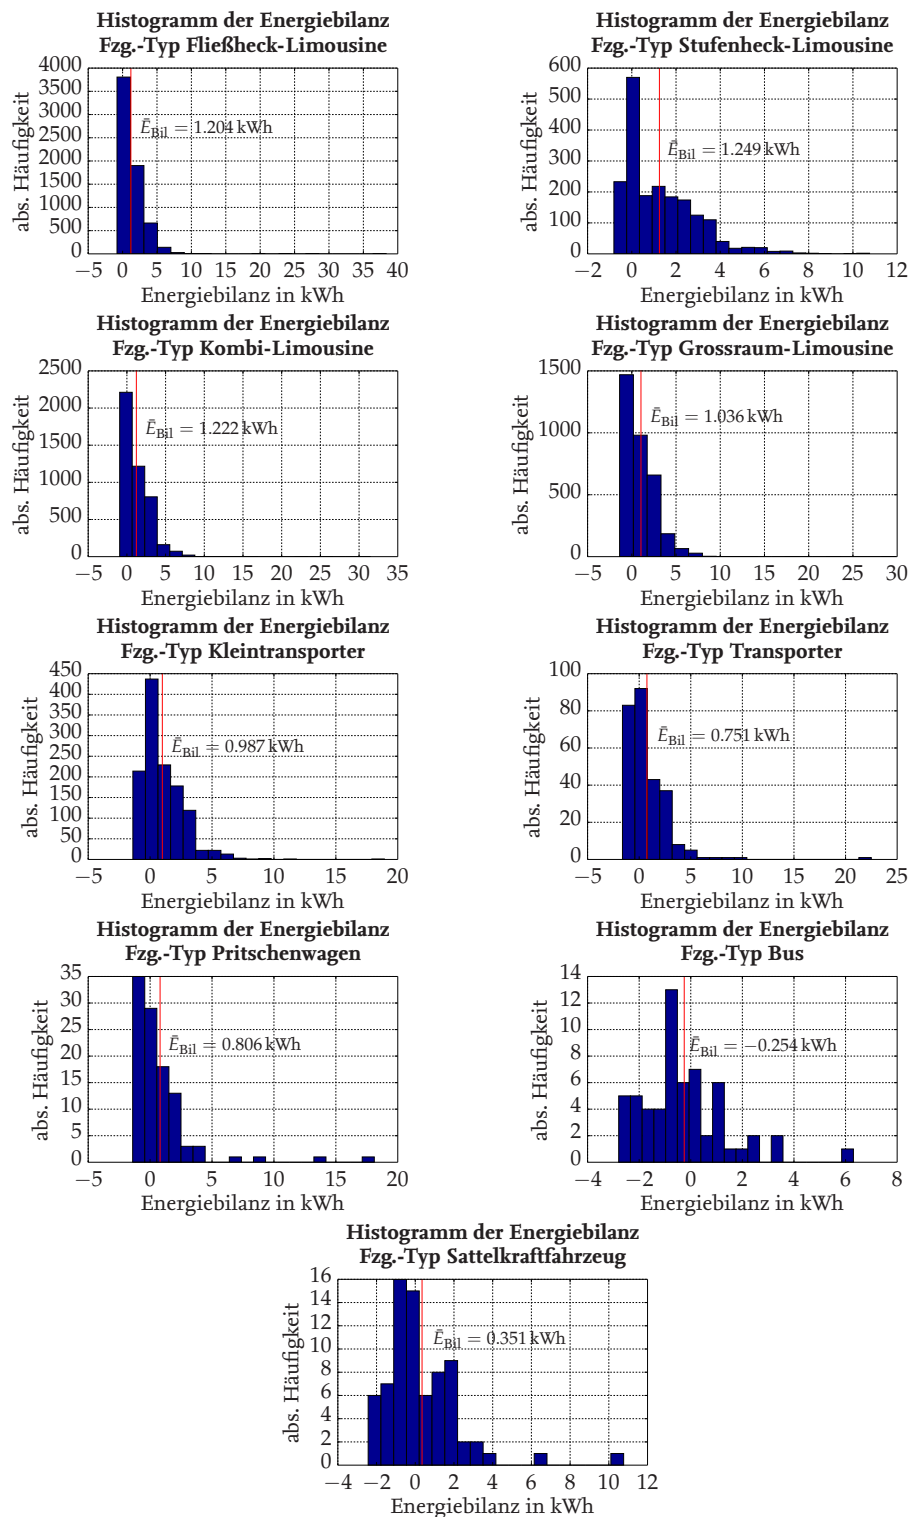 Histogramm der Energiebilanz
Fzg.-Typ Fließheck-Limousine
abs. Häufigkeit
4000
3500
3000
2500
2000
1500
1000
500
0
Ē_Bil = 1.204 kWh
−5 0 5 10 15 20 25 30 35 40
Energiebilanz in kWh
Histogramm der Energiebilanz
Fzg.-Typ Stufenheck-Limousine
abs. Häufigkeit
600
500
400
300
200
100
0
Ē_Bil = 1.249 kWh
−2 0 2 4 6 8 10 12
Energiebilanz in kWh
Histogramm der Energiebilanz
Fzg.-Typ Kombi-Limousine
abs. Häufigkeit
2500
2000
1500
1000
500
0
Ē_Bil = 1.222 kWh
−5 0 5 10 15 20 25 30 35
Energiebilanz in kWh
Histogramm der Energiebilanz
Fzg.-Typ Grossraum-Limousine
abs. Häufigkeit
1500
1000
500
0
Ē_Bil = 1.036 kWh
−5 0 5 10 15 20 25 30
Energiebilanz in kWh
Histogramm der Energiebilanz
Fzg.-Typ Kleintransporter
abs. Häufigkeit
450
400
350
300
250
200
150
100
50
0
Ē_Bil = 0.987 kWh
−5 0 5 10 15 20
Energiebilanz in kWh
Histogramm der Energiebilanz
Fzg.-Typ Transporter
abs. Häufigkeit
100
80
60
40
20
0
Ē_Bil = 0.751 kWh
−5 0 5 10 15 20 25
Energiebilanz in kWh
Histogramm der Energiebilanz
Fzg.-Typ Pritschenwagen
abs. Häufigkeit
35
30
25
20
15
10
5
0
Ē_Bil = 0.806 kWh
−5 0 5 10 15 20
Energiebilanz in kWh
Histogramm der Energiebilanz
Fzg.-Typ Bus
abs. Häufigkeit
14
12
10
8
6
4
2
0
Ē_Bil = −0.254 kWh
−4 −2 0 2 4 6 8
Energiebilanz in kWh
Histogramm der Energiebilanz
Fzg.-Typ Sattelkraftfahrzeug
abs. Häufigkeit
16
14
12
10
8
6
4
2
0
Ē_Bil = 0.351 kWh
−4 −2 0 2 4 6 8 10 12
Energiebilanz in kWh